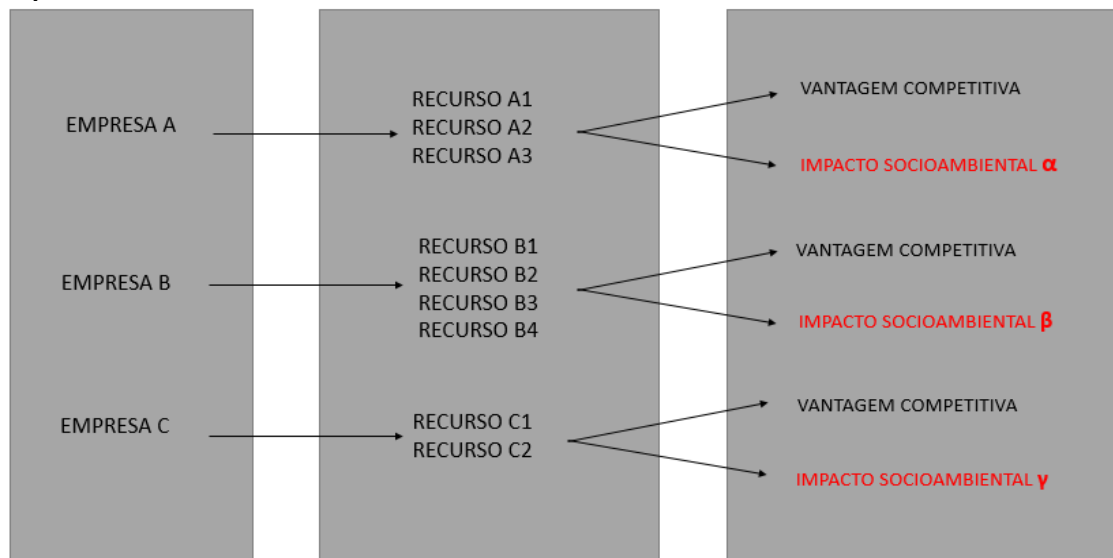 EMPRESA A
RECURSO A1
RECURSO A2
RECURSO A3
VANTAGEM COMPETITIVA
IMPACTO SOCIOAMBIENTAL α
EMPRESA B
RECURSO B1
RECURSO B2
RECURSO B3
RECURSO B4
VANTAGEM COMPETITIVA
IMPACTO SOCIOAMBIENTAL β
EMPRESA C
RECURSO C1
RECURSO C2
VANTAGEM COMPETITIVA
IMPACTO SOCIOAMBIENTAL γ